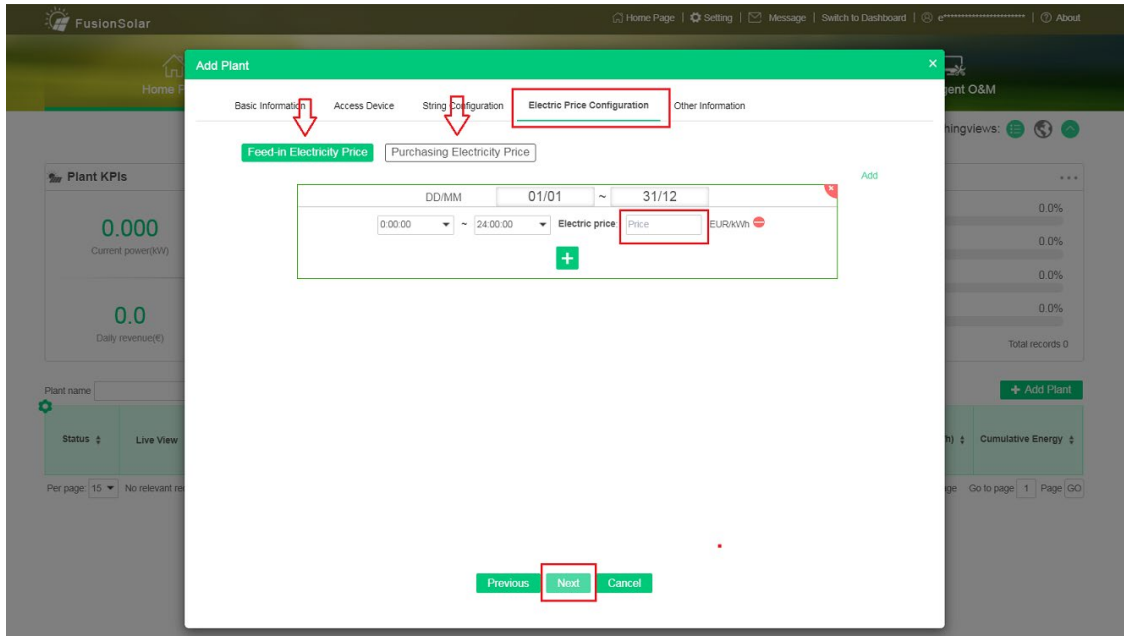 FusionSolar
Home Page | Setting | Message | Switch to Dashboard | e************************ | About
Home P
gent O&M
hingviews:
Add Plant
×
Basic Information
Access Device
String Configuration
Electric Price Configuration
Other Information
Feed-in Electricity Price
Purchasing Electricity Price
Add
DD/MM 01/01 ~ 31/12
0:00:00 ~ 24:00:00 Electric price: Price EUR/kWh
+
Previous
Next
Cancel
Plant KPIs
0.000
Current power(kW)
0.0
Daily revenue(€)
0.0%
0.0%
0.0%
0.0%
Total records 0
Plant name
+ Add Plant
Status
Live View
h)
Cumulative Energy
Per page: 15 No relevant re
ge Go to page 1 Page GO